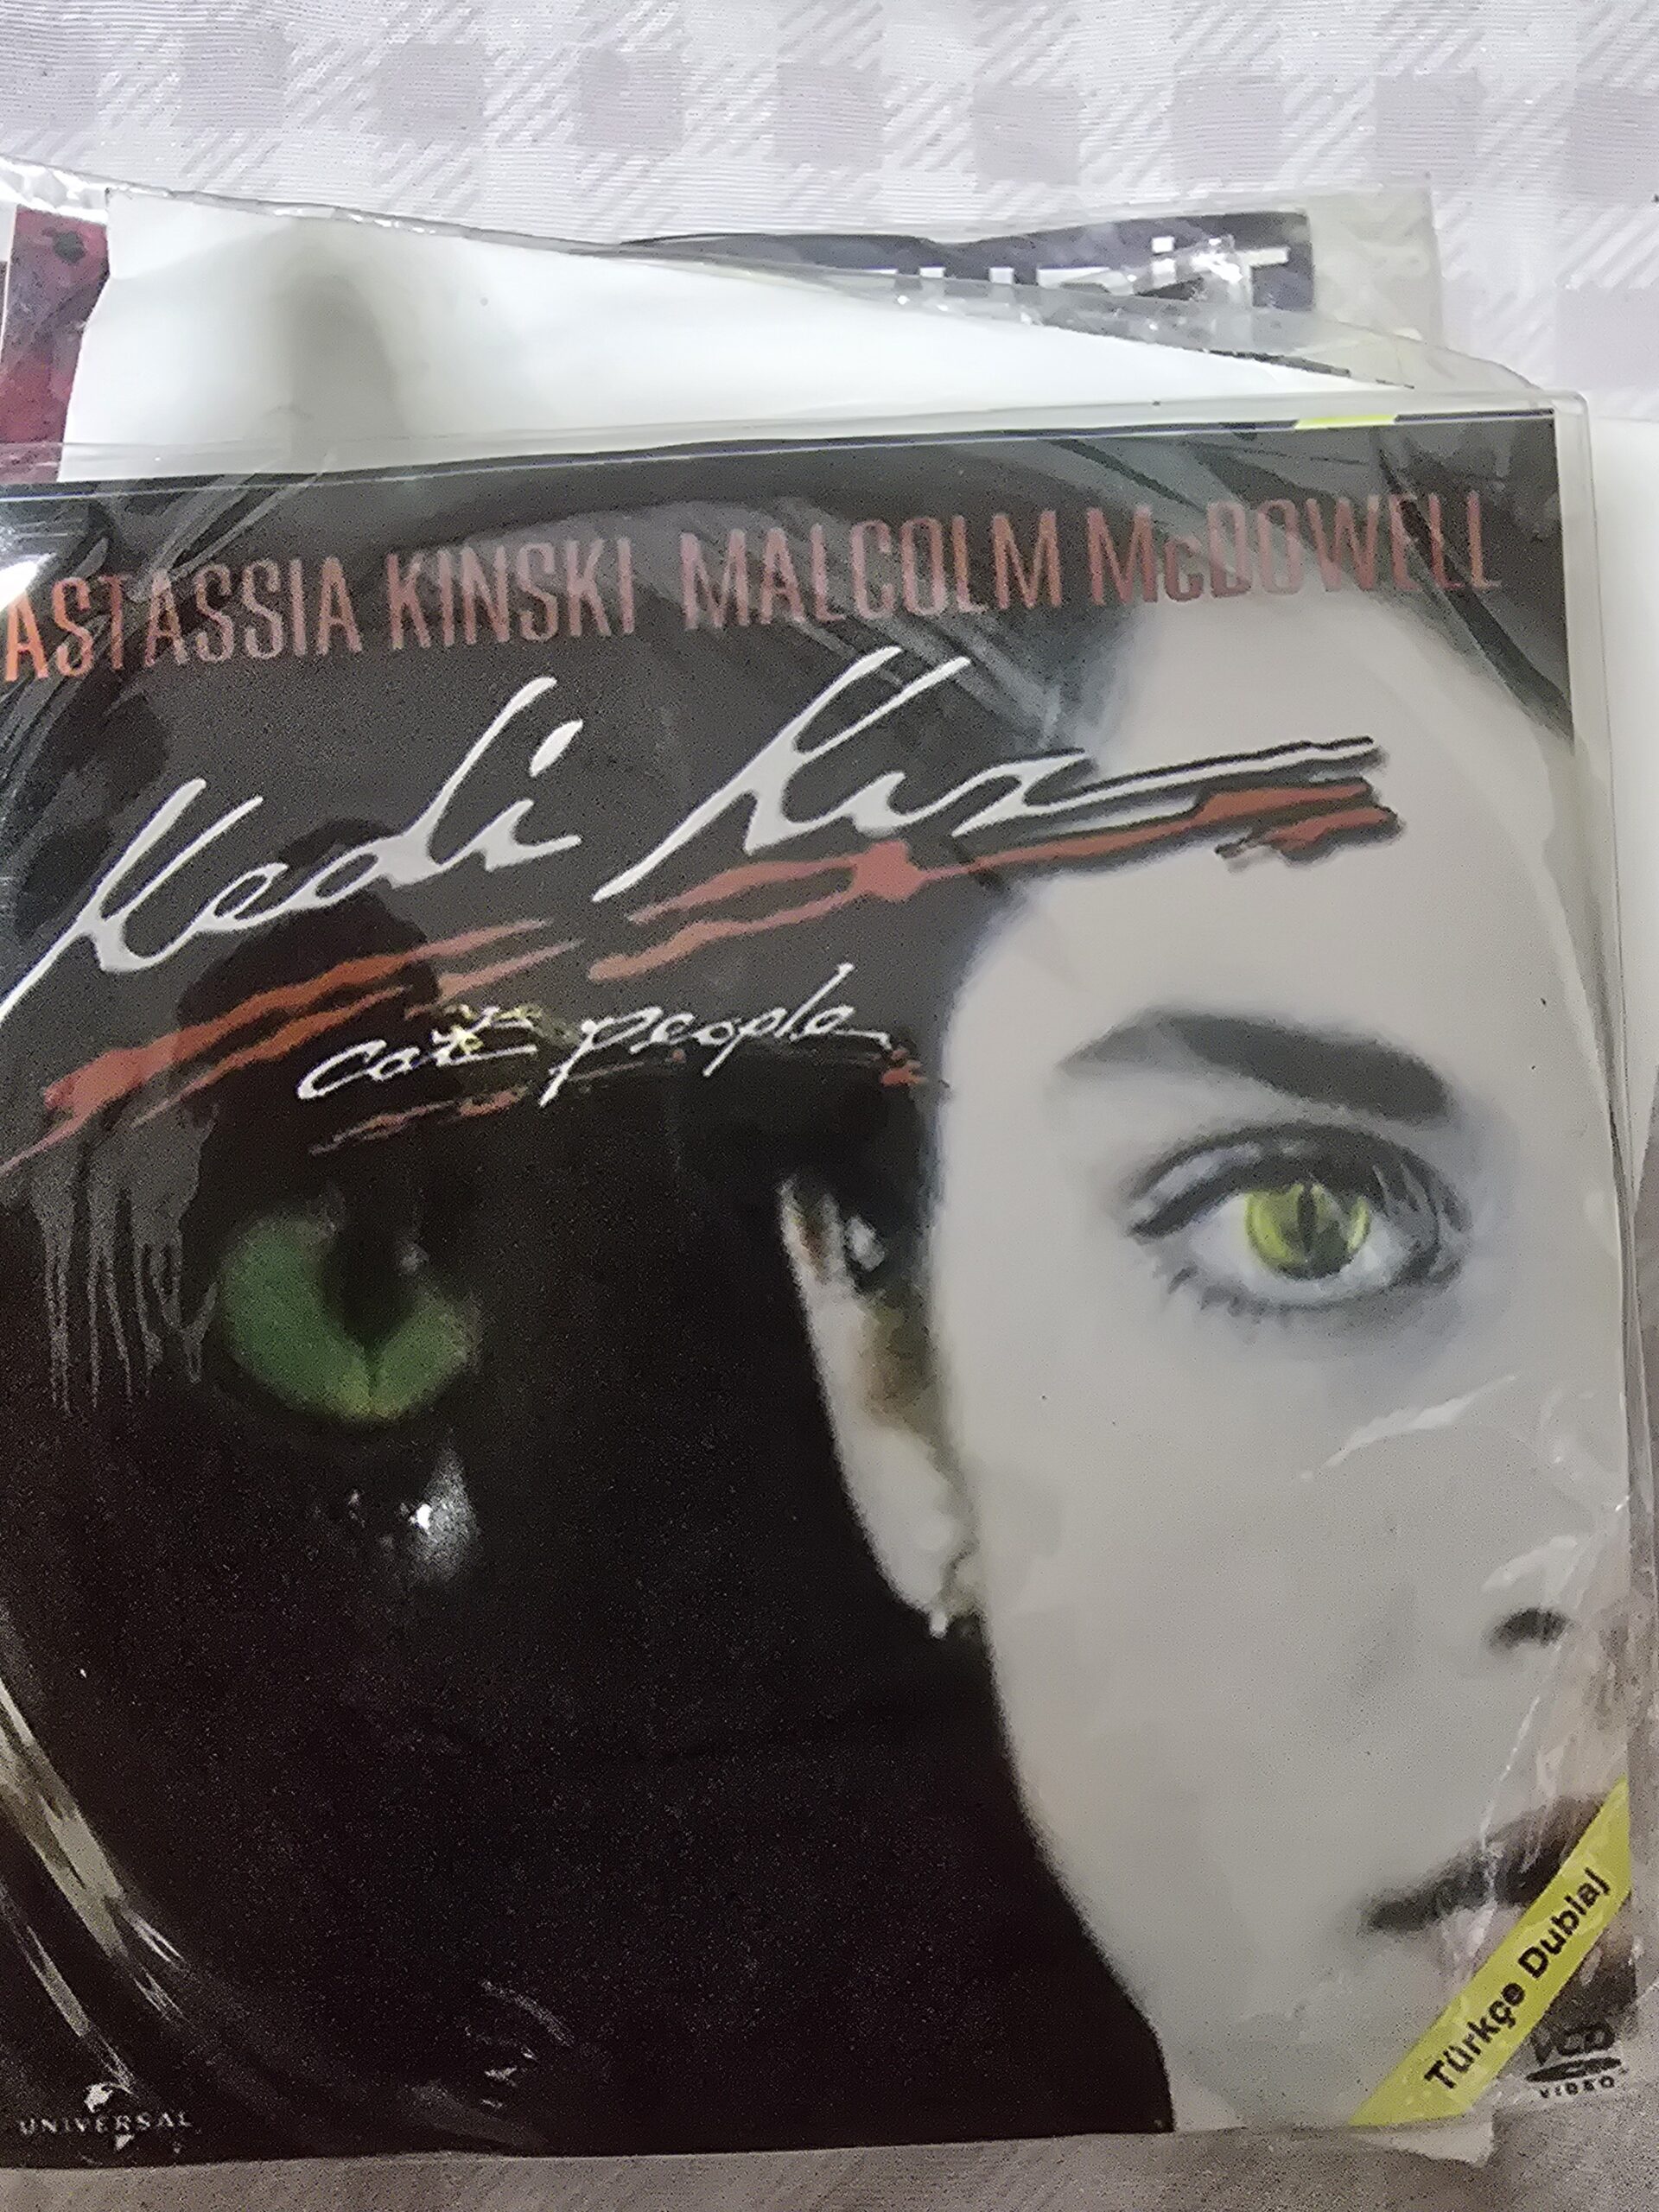 ASTASSIA KINSKI MALCOLM McDOWELL
Kedi Kız
cat people
Türkçe Dublaj
VCD
VIDEO
UNIVERSAL